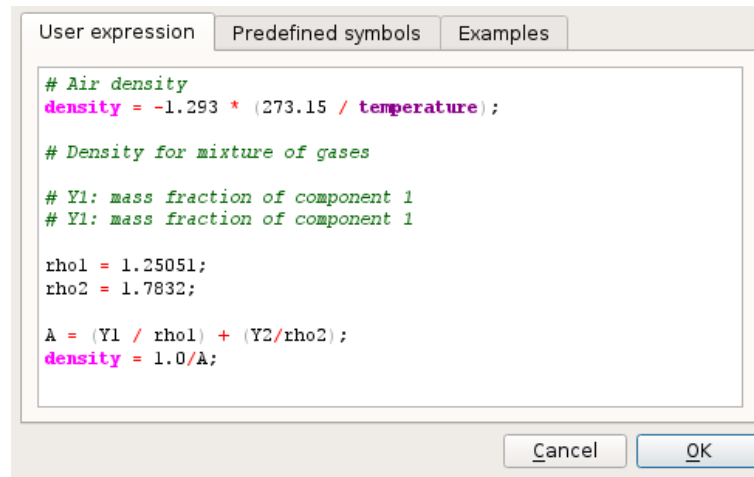 User expression
Predefined symbols
Examples
# Air density
density = -1.293 * (273.15 / temperature);
# Density for mixture of gases
# Y1: mass fraction of component 1
# Y1: mass fraction of component 1
rho1 = 1.25051;
rho2 = 1.7832;
A = (Y1 / rho1) + (Y2/rho2);
density = 1.0/A;
Cancel
OK